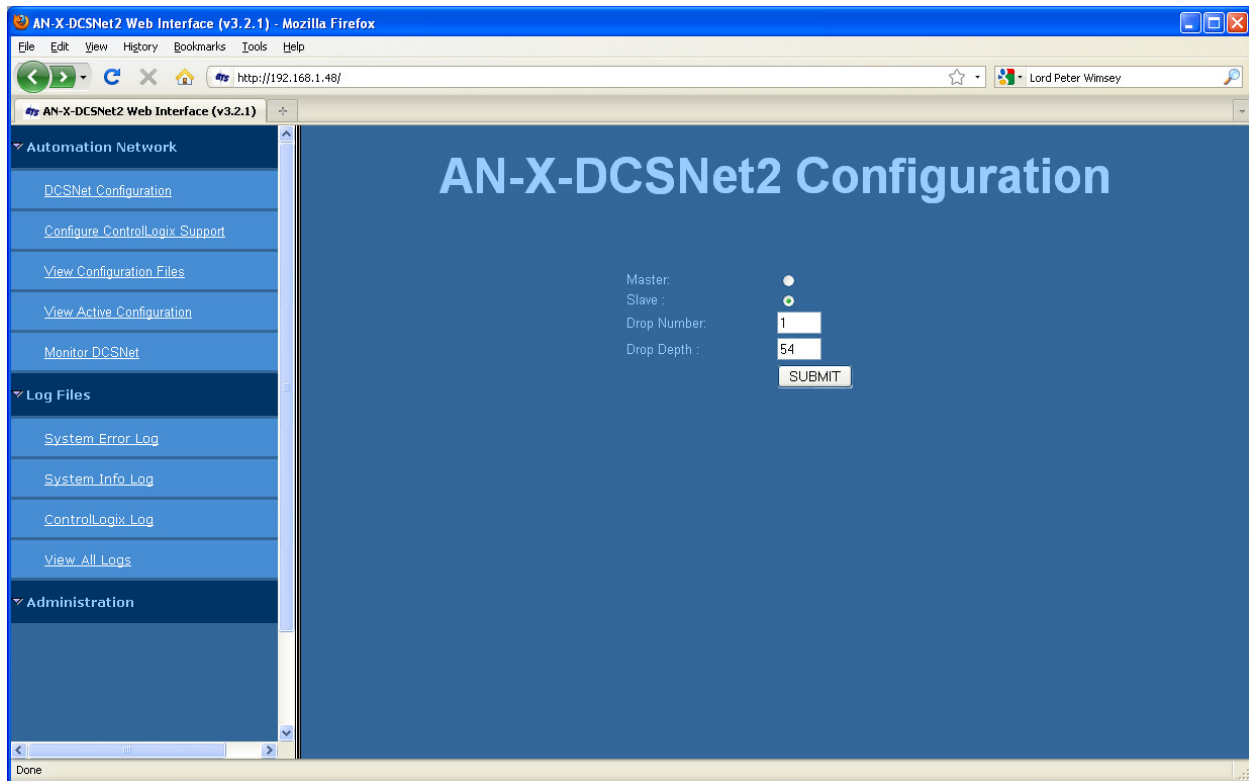 AN-X-DCSNet2 Web Interface (v3.2.1) - Mozilla Firefox
File Edit View History Bookmarks Tools Help
http://192.168.1.48/
Lord Peter Wimsey
AN-X-DCSNet2 Web Interface (v3.2.1)
Automation Network
DCSNet Configuration
Configure ControlLogix Support
View Configuration Files
View Active Configuration
Monitor DCSNet
Log Files
System Error Log
System Info Log
ControlLogix Log
View All Logs
Administration
AN-X-DCSNet2 Configuration
Master:
Slave :
Drop Number: 1
Drop Depth : 54
SUBMIT
Done